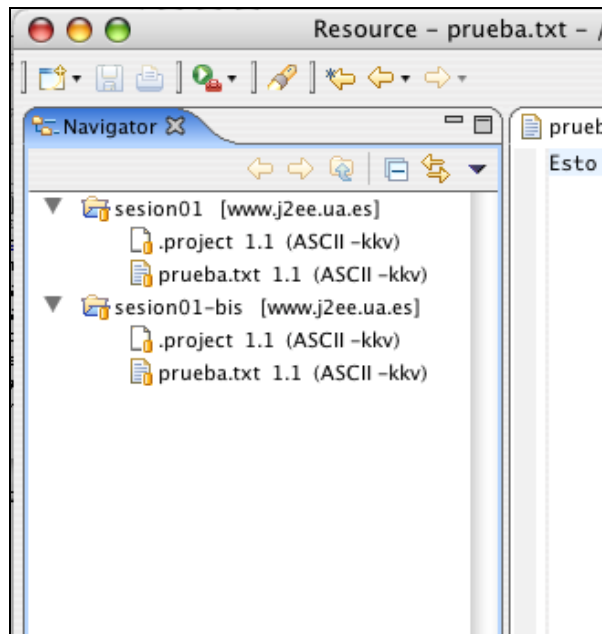 Resource – prueba.txt – /
Navigator
prueb
Esto
sesion01 [www.j2ee.ua.es]
.project 1.1 (ASCII –kkv)
prueba.txt 1.1 (ASCII –kkv)
sesion01–bis [www.j2ee.ua.es]
.project 1.1 (ASCII –kkv)
prueba.txt 1.1 (ASCII –kkv)